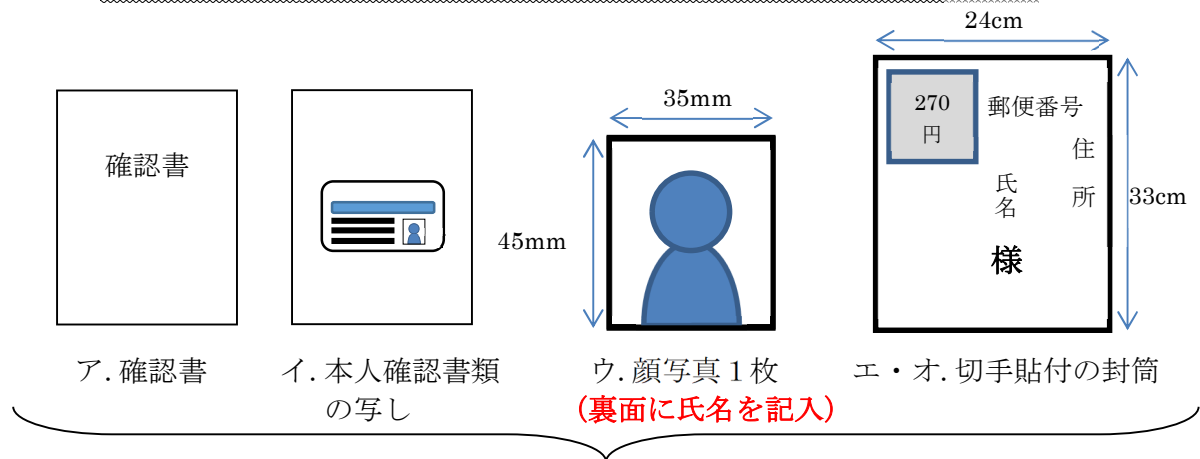 24cm
270
円
郵便番号
住所
氏名
様
33cm
35mm
45mm
確認書
ア.確認書
イ.本人確認書類
の写し
ウ.顔写真１枚
(裏面に氏名を記入)
エ・オ.切手貼付の封筒